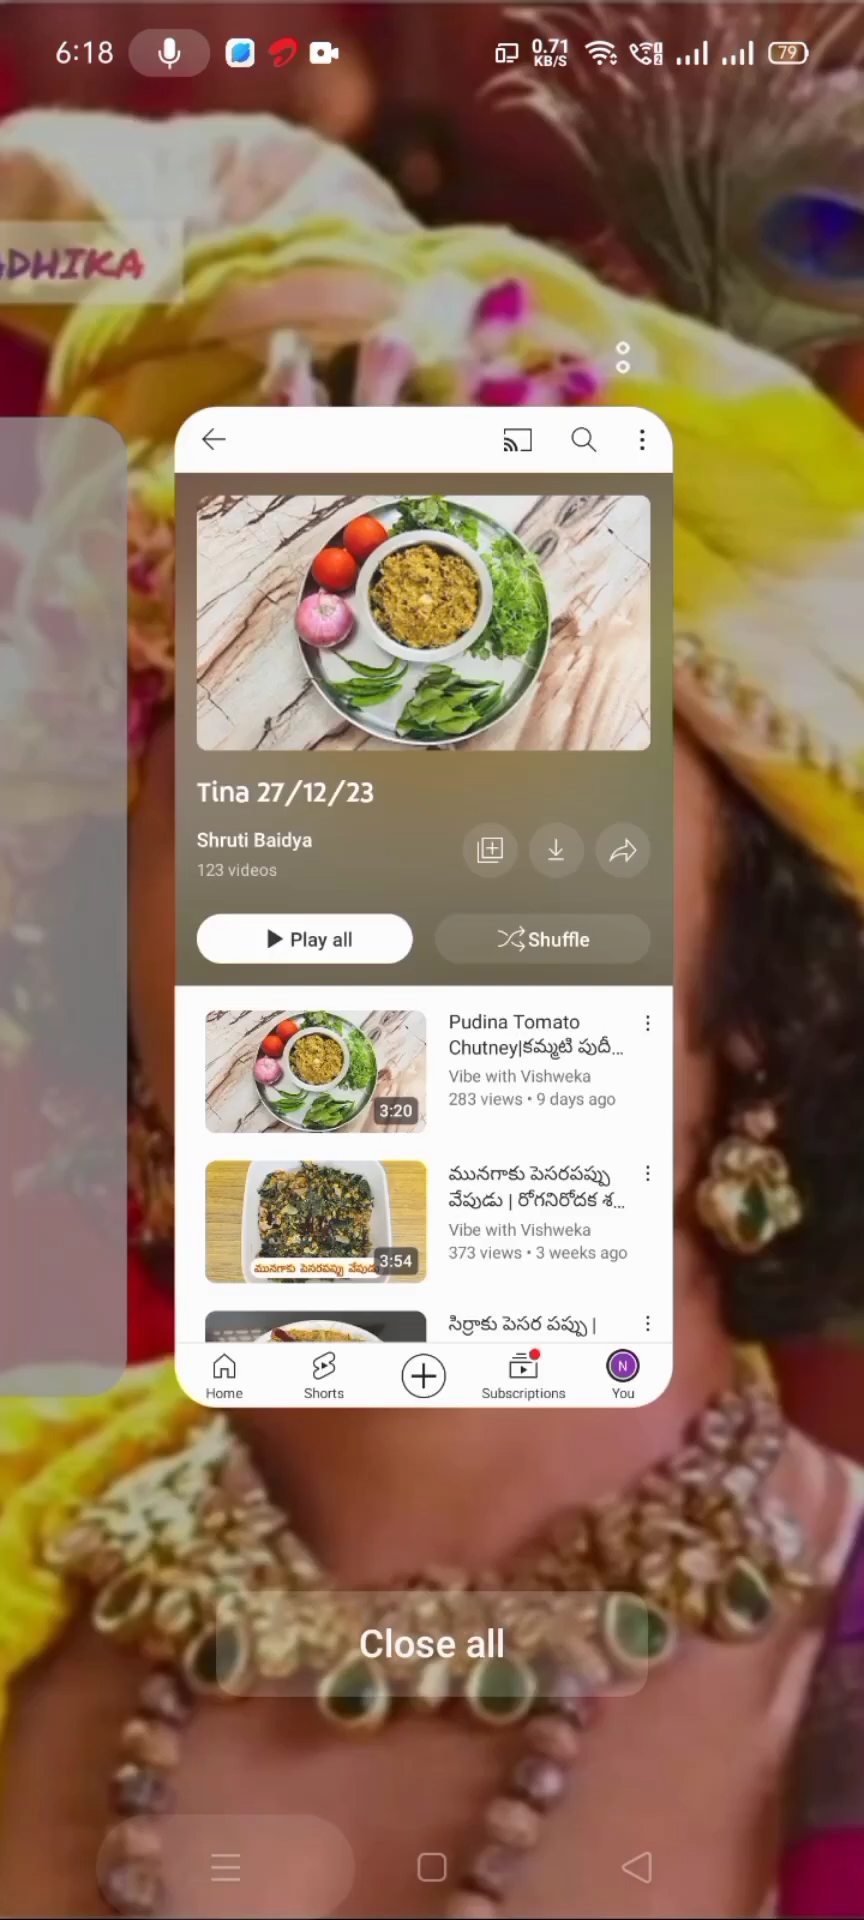 6:18
0.71
KB/S
79
ADHIKA
Tina 27/12/23
Shruti Baidya
123 videos
Play all
Shuffle
Pudina Tomato
Chutney|కమ్మటి పుదీ...
Vibe with Vishweka
283 views • 9 days ago
3:20
మునగాకు పెసరపప్పు
వేపుడు | రోగనిరోదక శ...
Vibe with Vishweka
373 views • 3 weeks ago
3:54
మునగాకు పెసరపప్పు వేపుడు
సిర్రాకు పెసర పప్పు |
Home
Shorts
Subscriptions
N
You
Close all